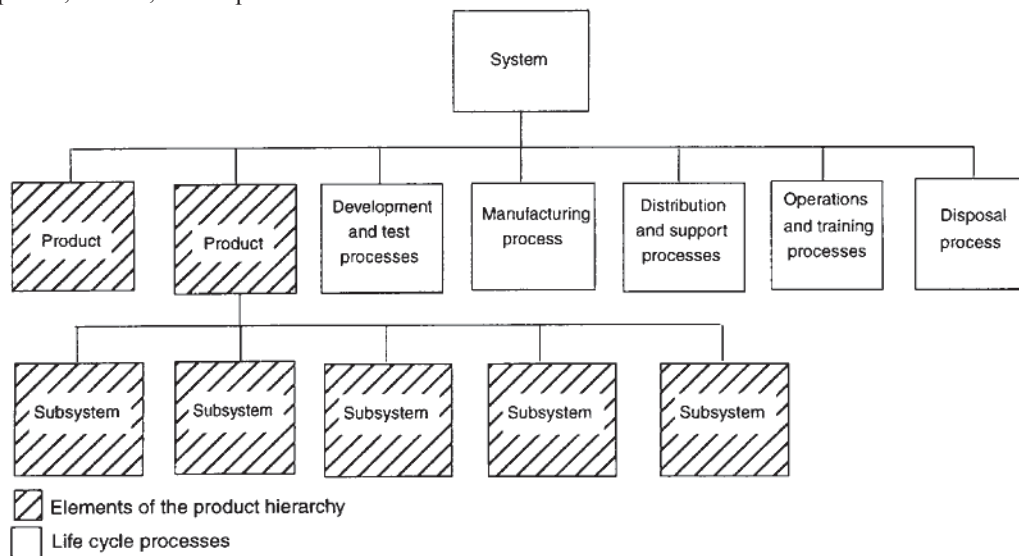 System
Product
Product
Development
and test
processes
Manufacturing
process
Distribution
and support
processes
Operations
and training
processes
Disposal
process
Subsystem
Subsystem
Subsystem
Subsystem
Subsystem
Elements of the product hierarchy
Life cycle processes